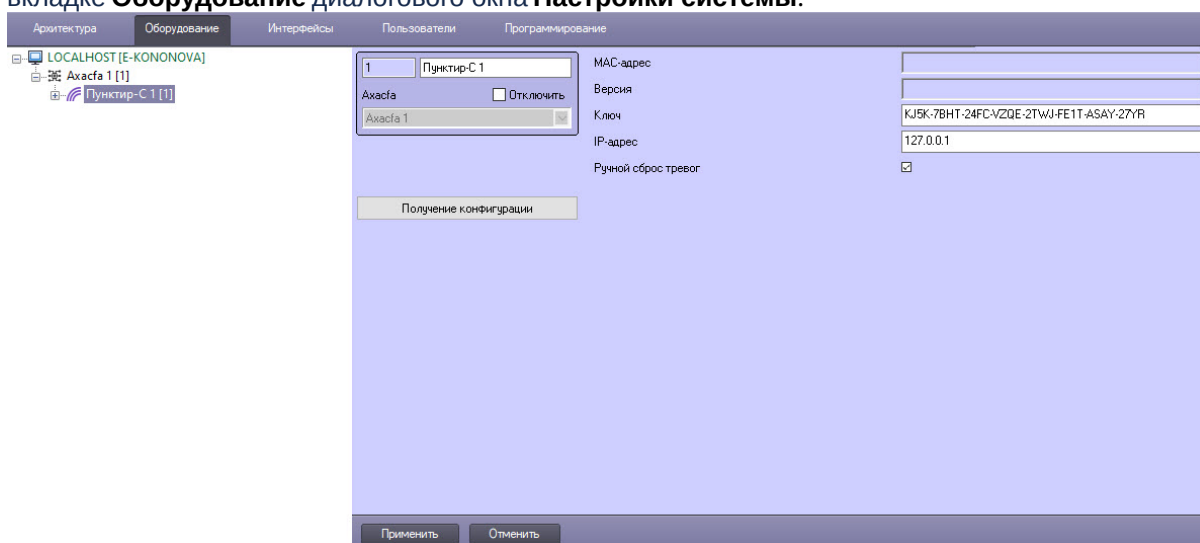 вкладке Оборудование диалогового окна Настройки системы.
Архитектура Оборудование Интерфейсы Пользователи Программирование
LOCALHOST [E-KONONOVA]
Axacfa 1 [1]
Пунктир-С 1 [1]
1 Пунктир-С 1
Axacfa Отключить
Axacfa 1
Получение конфигурации
MAC-адрес
Версия
Ключ KJ5K-7BHT-24FC-VZQE-2TWJ-FE1T-ASAY-27YR
IP-адрес 127.0.0.1
Ручной сброс тревог
Применить Отменить